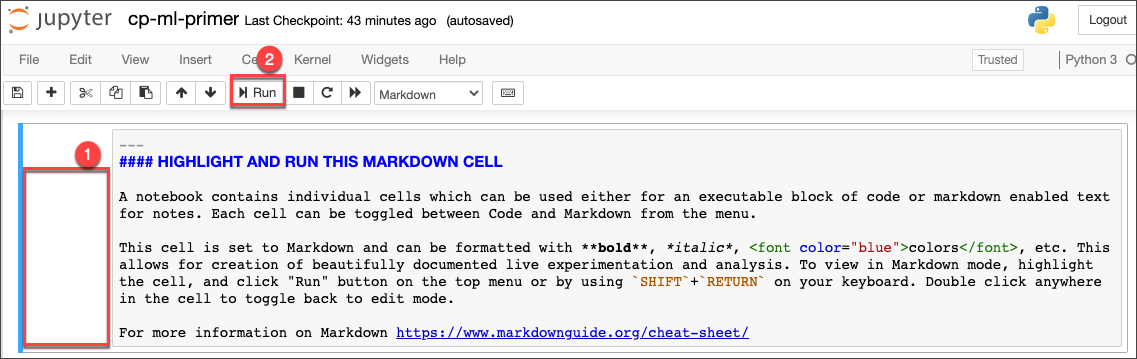 jupyter cp-ml-primer Last Checkpoint: 43 minutes ago (autosaved) Logout
File Edit View Insert Ce 2 Kernel Widgets Help Trusted Python 3
Run Markdown
1
---
#### HIGHLIGHT AND RUN THIS MARKDOWN CELL
A notebook contains individual cells which can be used either for an executable block of code or markdown enabled text
for notes. Each cell can be toggled between Code and Markdown from the menu.
This cell is set to Markdown and can be formatted with **bold**, *italic*, <font color="blue">colors</font>, etc. This
allows for creation of beautifully documented live experimentation and analysis. To view in Markdown mode, highlight
the cell, and click "Run" button on the top menu or by using `SHIFT`+`RETURN` on your keyboard. Double click anywhere
in the cell to toggle back to edit mode.
For more information on Markdown https://www.markdownguide.org/cheat-sheet/